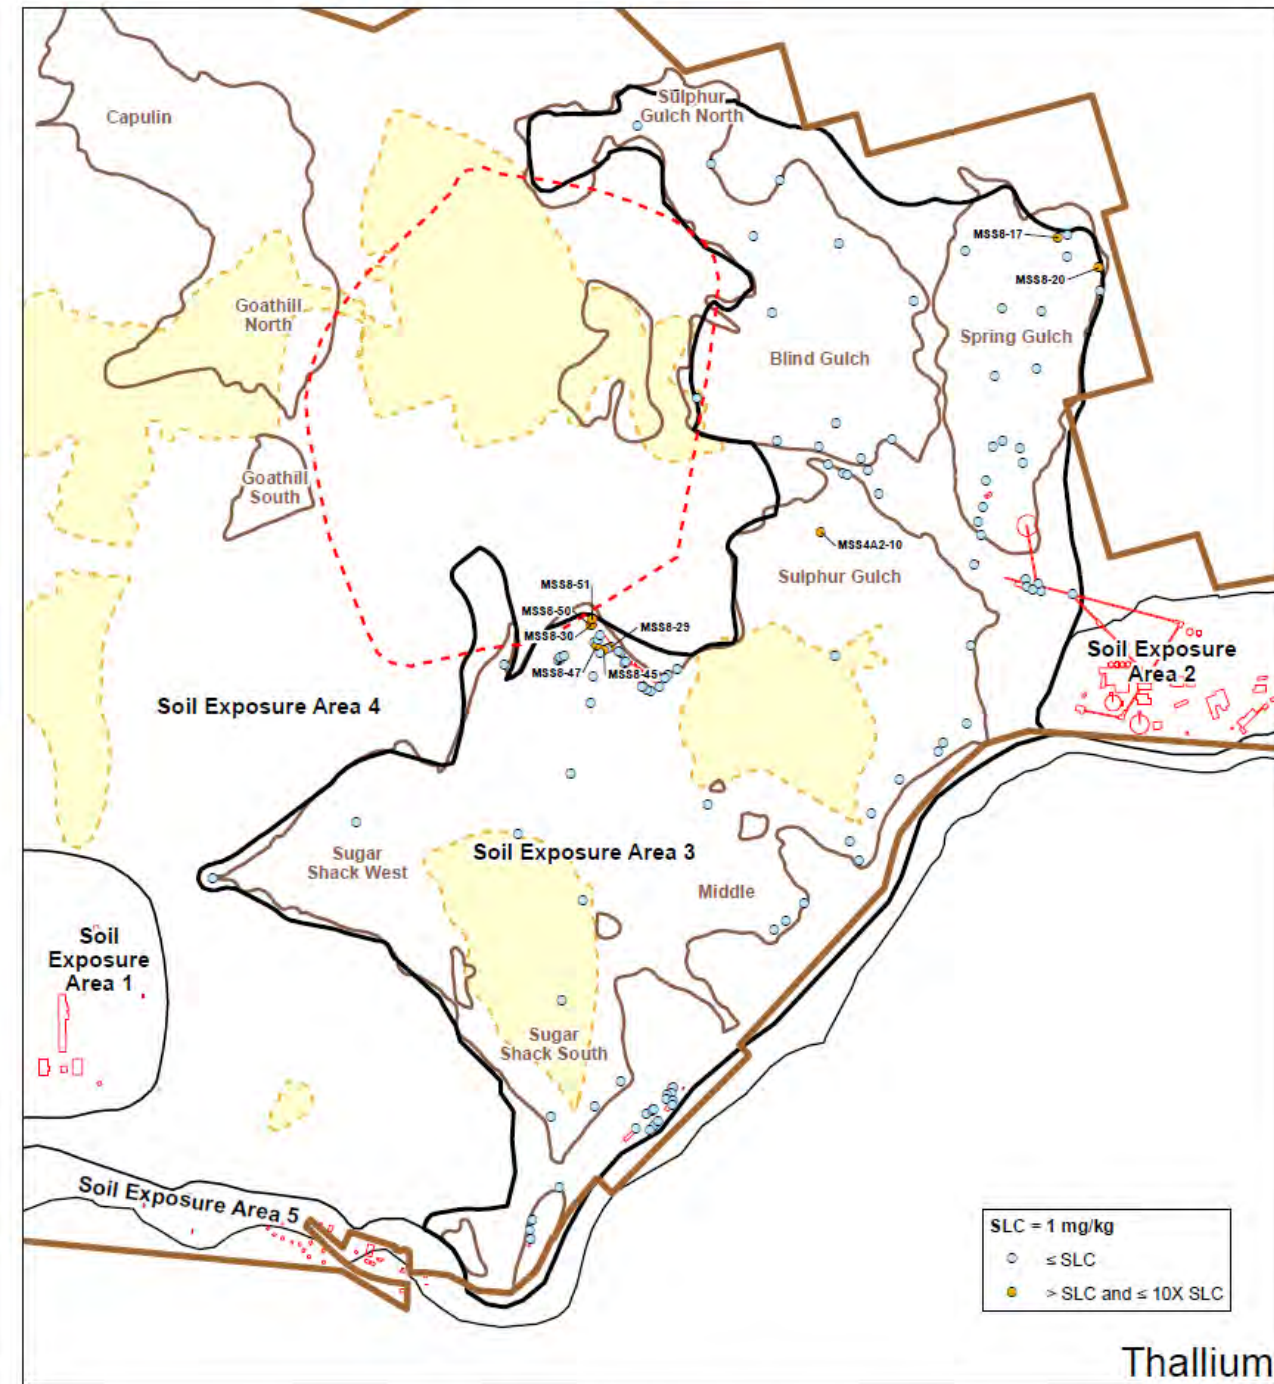 Sulphur
Gulch North
Capulin
MSS8-17
MSS8-20
Goathill
North
Spring Gulch
Blind Gulch
Goathill
South
MSS4A2-10
Sulphur Gulch
MSS8-51
MSS8-50
MSS8-30
MSS8-29
MSS8-47
MSS8-45
Soil Exposure
Area 2
Soil Exposure Area 4
Sugar
Shack West
Soil Exposure Area 3
Middle
Soil
Exposure
Area 1
Sugar
Shack South
Soil Exposure Area 5
SLC = 1 mg/kg
≤ SLC
> SLC and ≤ 10X SLC
Thallium